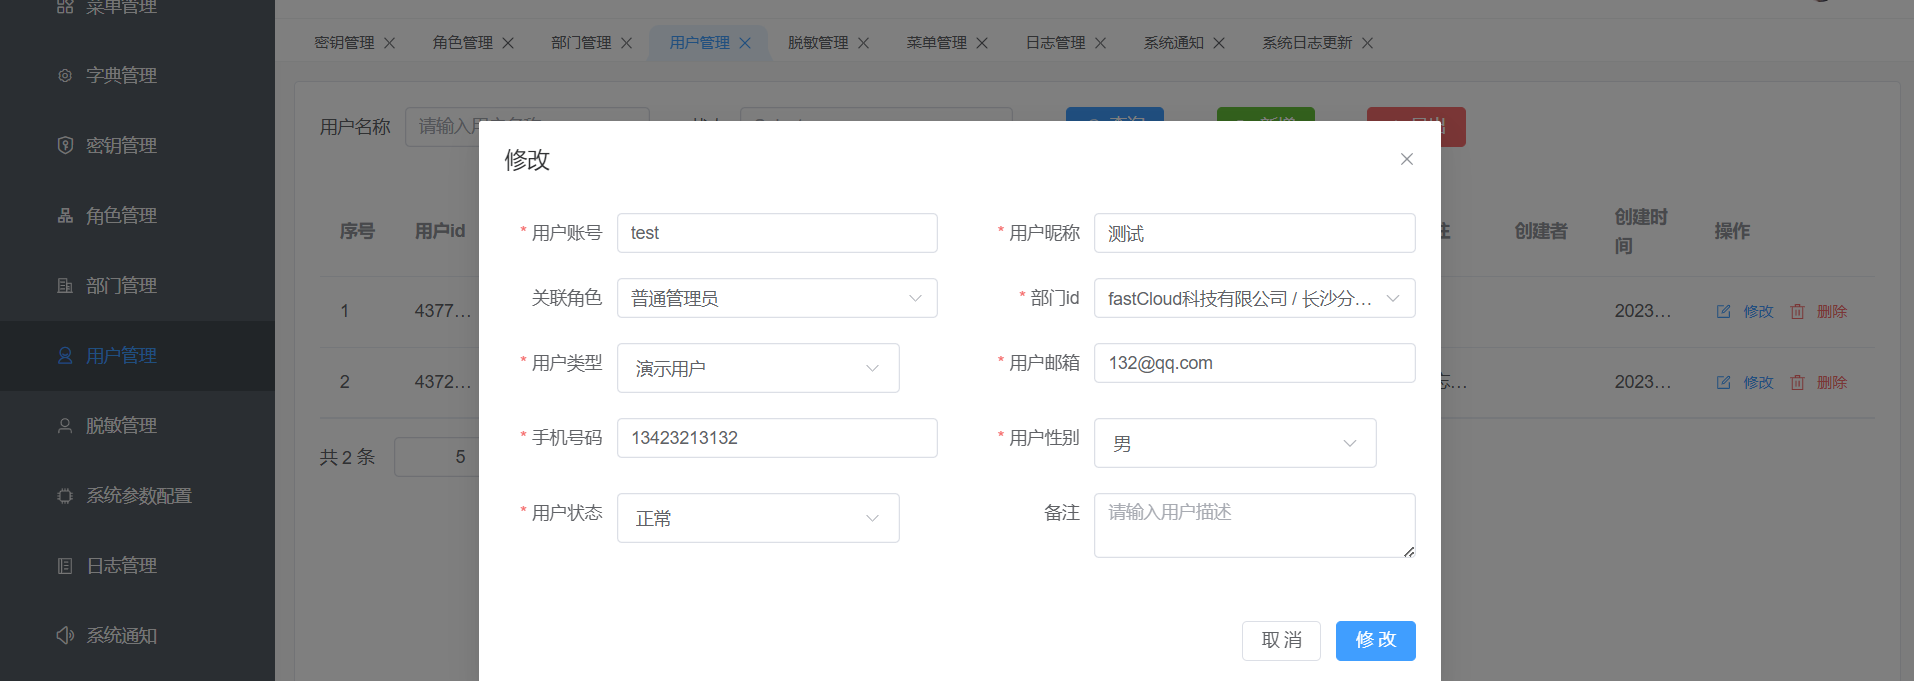 菜单管理
密钥管理 角色管理 部门管理 用户管理 脱敏管理 菜单管理 日志管理 系统通知 系统日志更新
字典管理
密钥管理
角色管理
部门管理
用户管理
脱敏管理
系统参数配置
日志管理
系统通知
用户名称 请输入用户名称
查询 新增
序号 用户id 创建者 创建时间 操作
1 4377... 2023... 修改 删除
2 4372... 志... 2023... 修改 删除
共 2 条 5
修改
* 用户账号 test * 用户昵称 测试
关联角色 普通管理员 * 部门id fastCloud科技有限公司 / 长沙分...
* 用户类型 演示用户 * 用户邮箱 132@qq.com
* 手机号码 13423213132 * 用户性别 男
* 用户状态 正常 备注 请输入用户描述
取消 修改